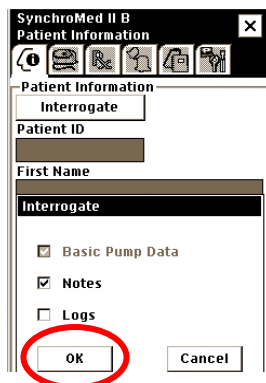 SynchroMed II B
Patient Information
Patient Information
Interrogate
Patient ID
First Name
Interrogate
Basic Pump Data
Notes
Logs
OK Cancel